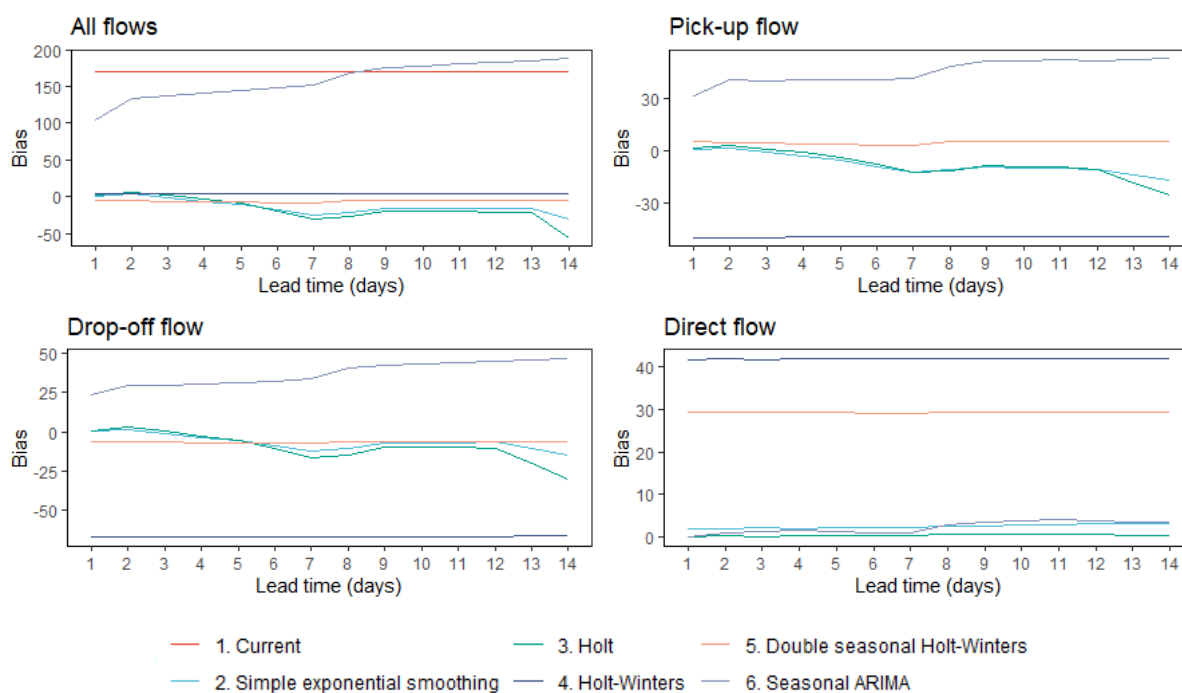 All flows
Pick-up flow
200
150
100
50
0
-50
Bias
30
0
-30
Bias
1 2 3 4 5 6 7 8 9 10 11 12 13 14
1 2 3 4 5 6 7 8 9 10 11 12 13 14
Lead time (days)
Lead time (days)
Drop-off flow
Direct flow
50
25
0
-25
-50
Bias
40
30
20
10
0
Bias
1 2 3 4 5 6 7 8 9 10 11 12 13 14
1 2 3 4 5 6 7 8 9 10 11 12 13 14
Lead time (days)
Lead time (days)
1. Current
3. Holt
5. Double seasonal Holt-Winters
2. Simple exponential smoothing
4. Holt-Winters
6. Seasonal ARIMA